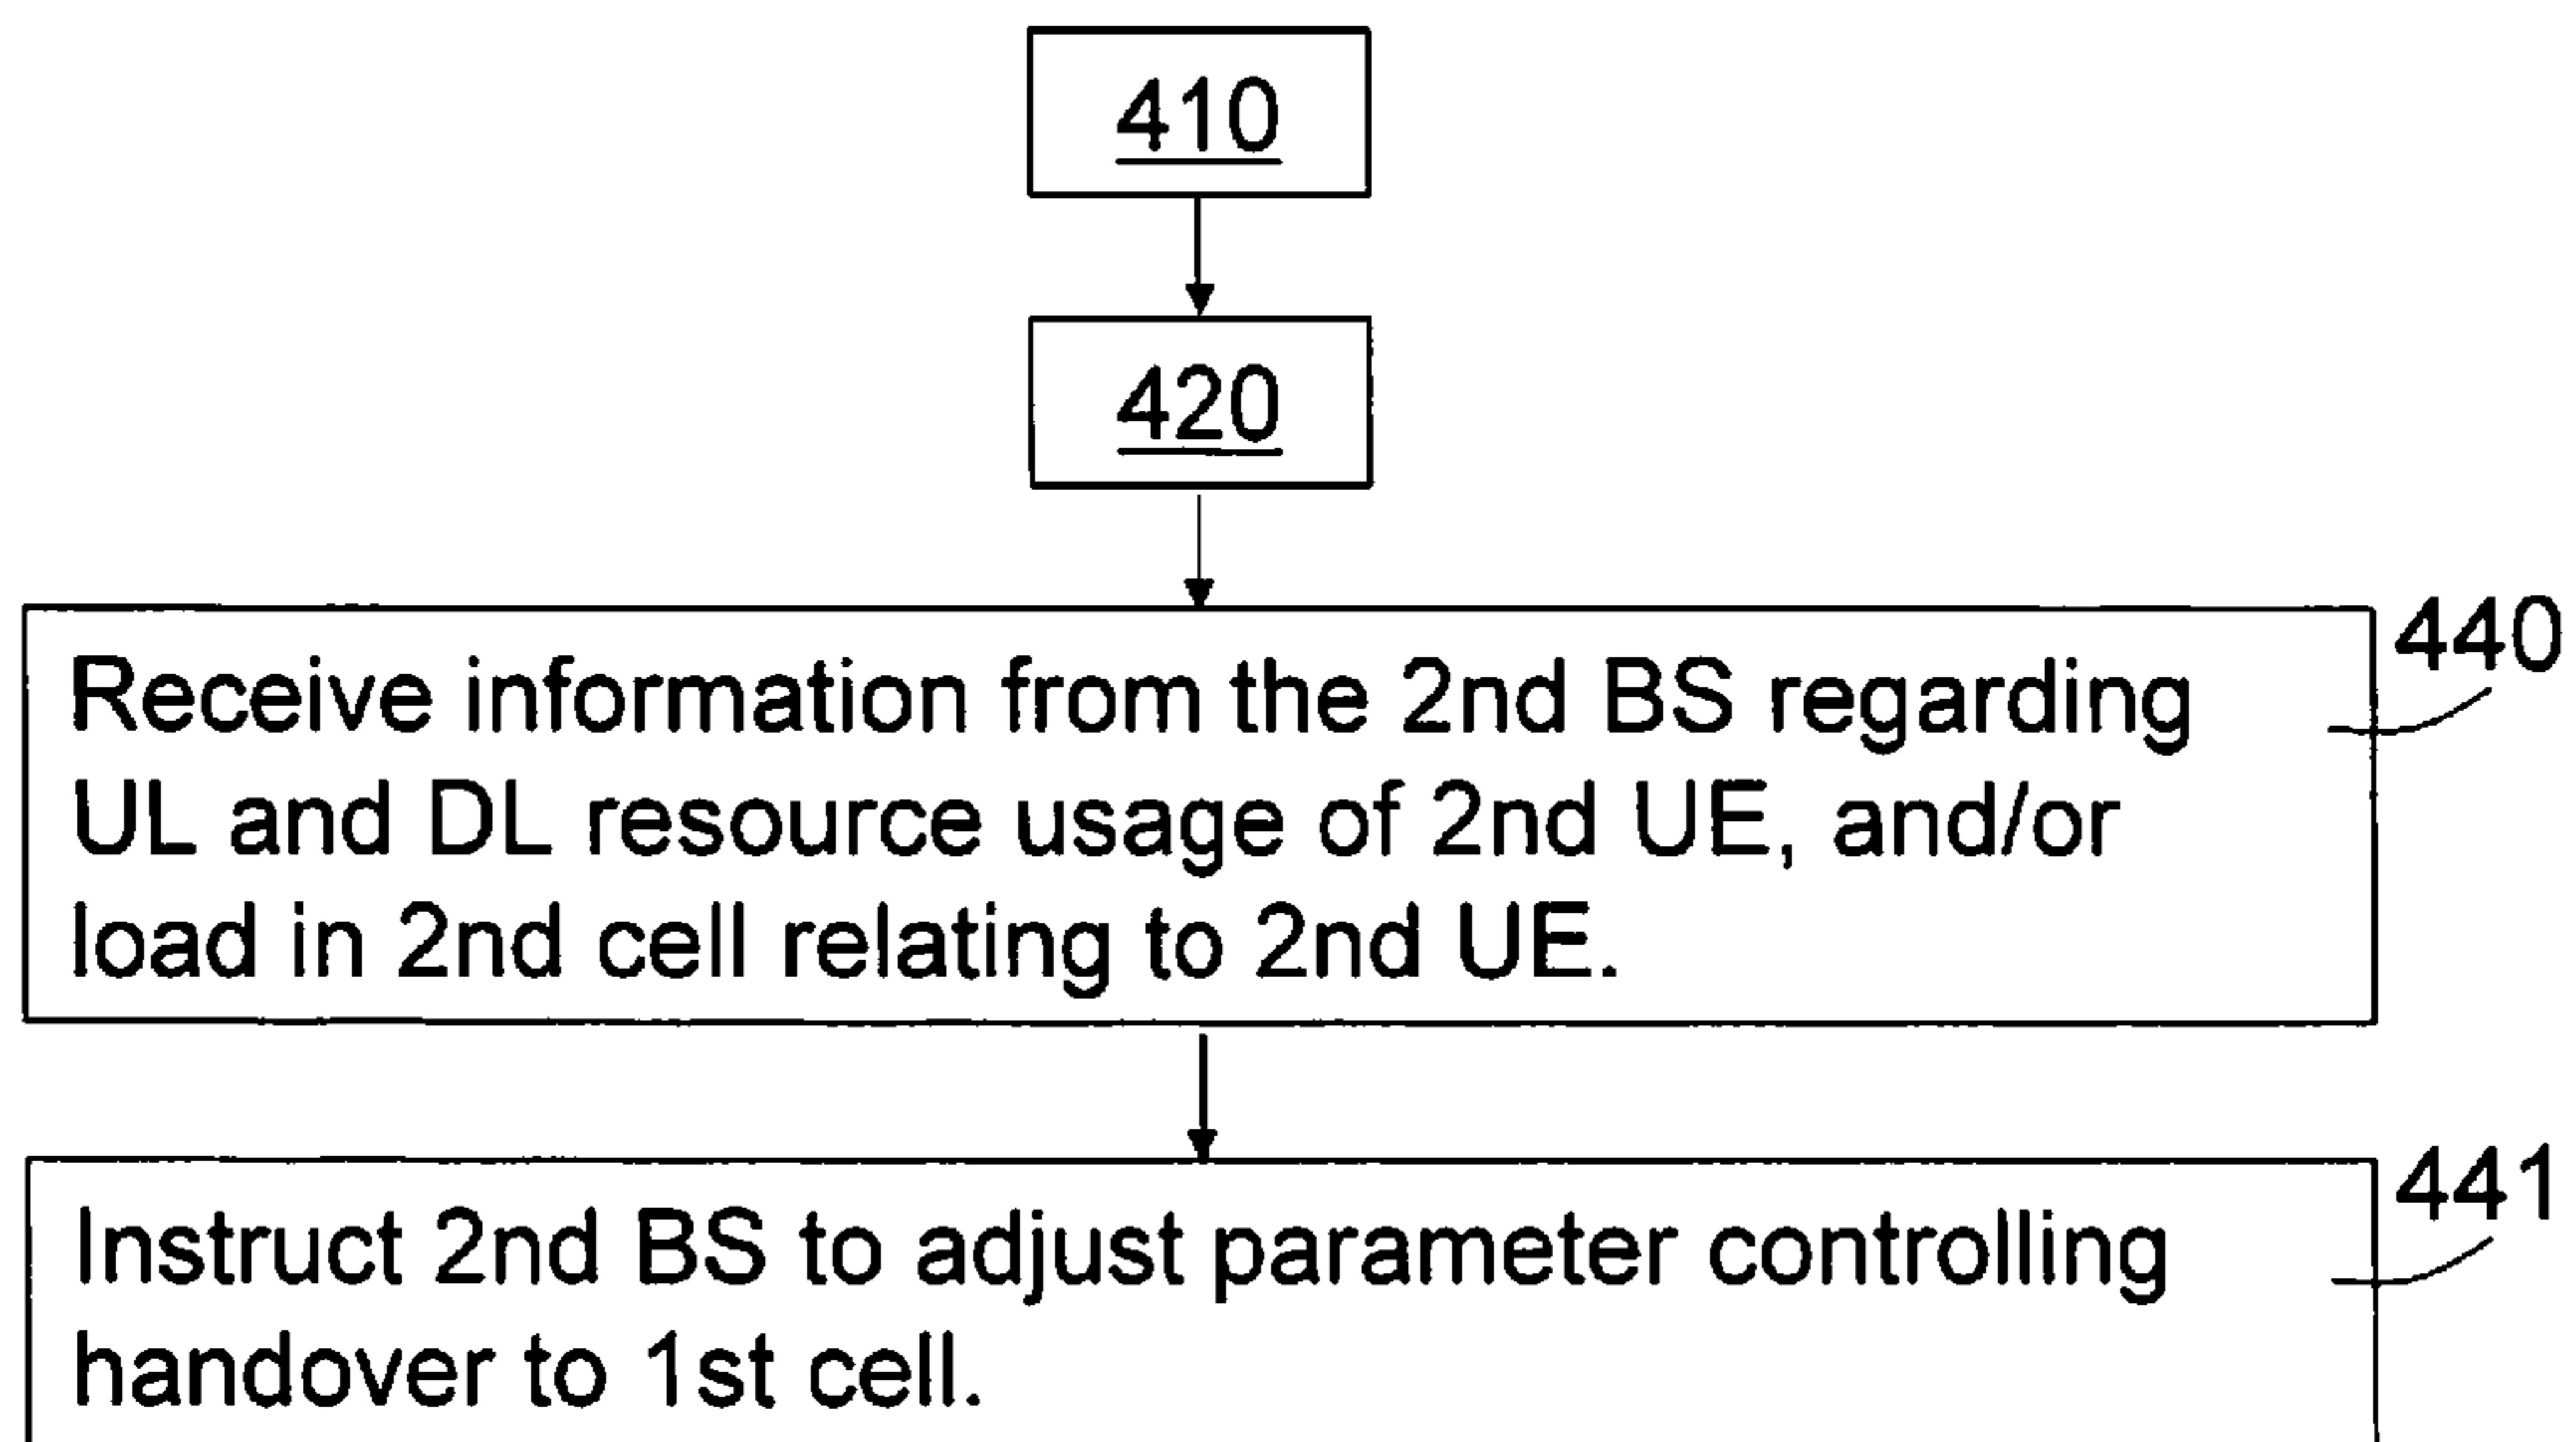 410
420
440
Receive information from the 2nd BS regarding
UL and DL resource usage of 2nd UE, and/or
load in 2nd cell relating to 2nd UE.
441
Instruct 2nd BS to adjust parameter controlling
handover to 1st cell.